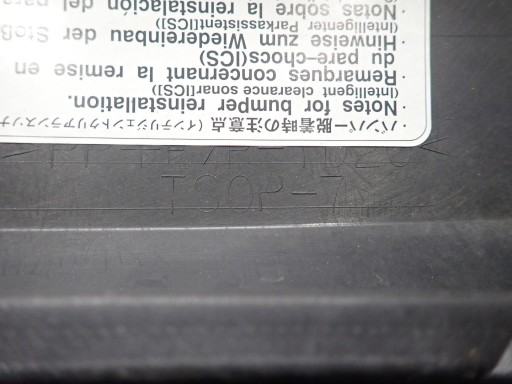 ・バンパー脱着時の注意点（インテリジェントクリアランスソナ
・Notes for bumper reinstallation.
(Intelligent clearance sonar[ICS])
・Remarques concernant la remise en
du pare-chocs(ICS)
・Hinweise zum Wiedereinbau der Stoß
(Intelligenter Parkassistent(ICS)
・Notas sobre la reinstalación del para
TSOP-7